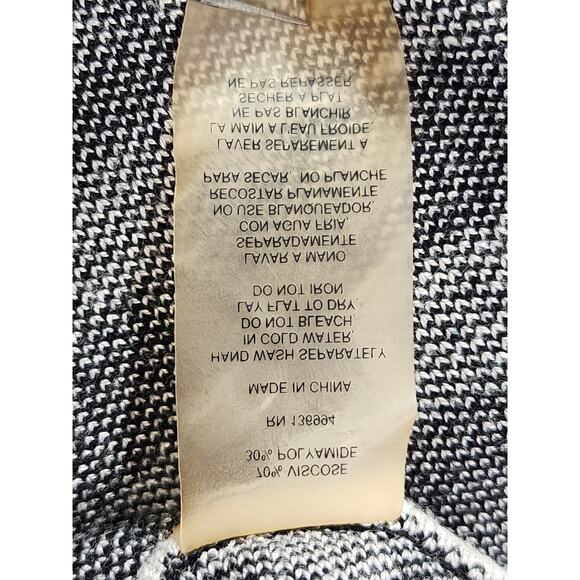 70% VISCOSE
30% POLYAMIDE
RN 136994
MADE IN CHINA
HAND WASH SEPARATELY
IN COLD WATER,
DO NOT BLEACH,
LAY FLAT TO DRY,
DO NOT IRON
LAVAR A MANO
SEPARADAMENTE
CON AGUA FRIA,
NO USE BLANQUEADOR,
RECOSTAR PLANAMENTE
PARA SECAR, NO PLANCHE
LAVER SEPAREMENT A
LA MAIN A L'EAU FROIDE,
NE PAS BLANCHIR,
SECHER A PLAT
NE PAS REPASSER